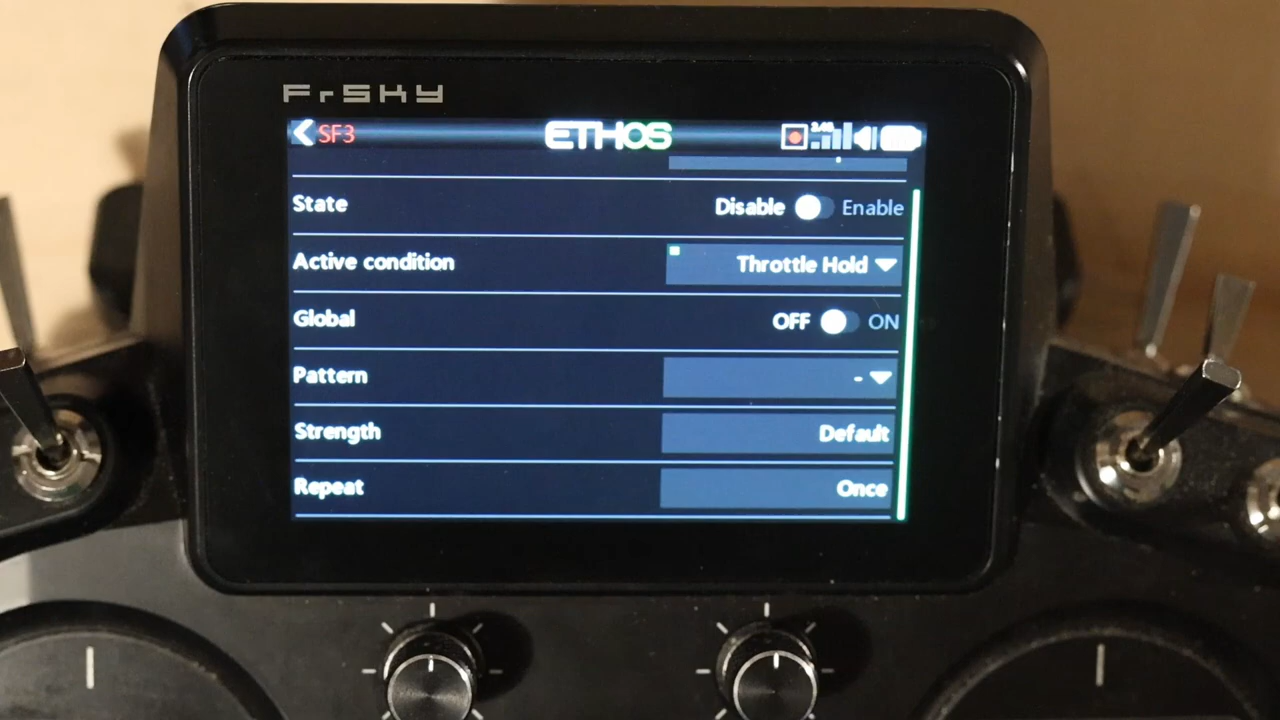 FrSKY
SF3 ETHOS
State Disable Enable
Active condition Throttle Hold
Global OFF ON
Pattern -
Strength Default
Repeat Once